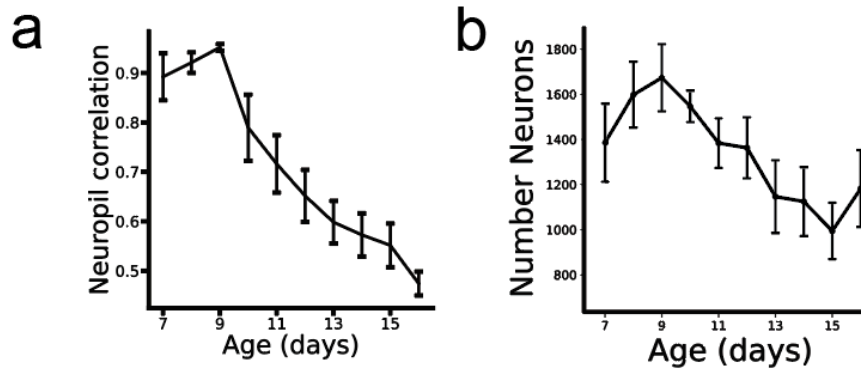 a
Neuropil correlation
0.9
0.8
0.7
0.6
0.5
7 9 11 13 15
Age (days)
b
Number Neurons
1800
1600
1400
1200
1000
800
7 9 11 13 15
Age (days)